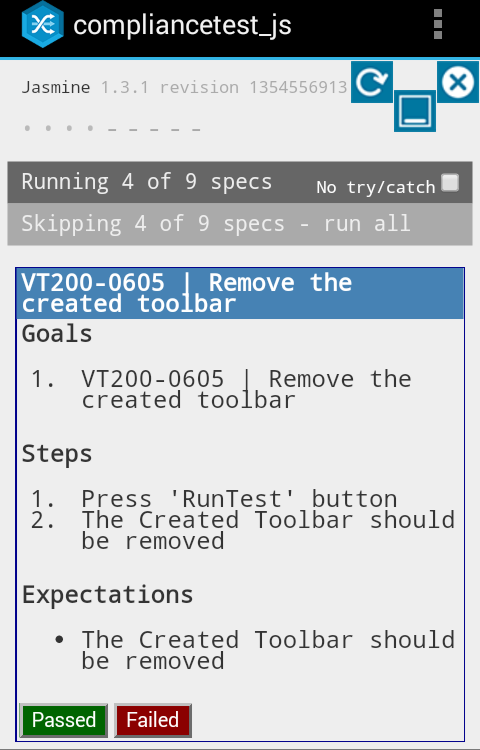 compliancetest_js
Jasmine 1.3.1 revision 1354556913
• • • • - - - - -
Running 4 of 9 specs
No try/catch
Skipping 4 of 9 specs - run all
VT200-0605 | Remove the
created toolbar
Goals
1. VT200-0605 | Remove the
created toolbar
Steps
1. Press 'RunTest' button
2. The Created Toolbar should
be removed
Expectations
• The Created Toolbar should
be removed
Passed Failed